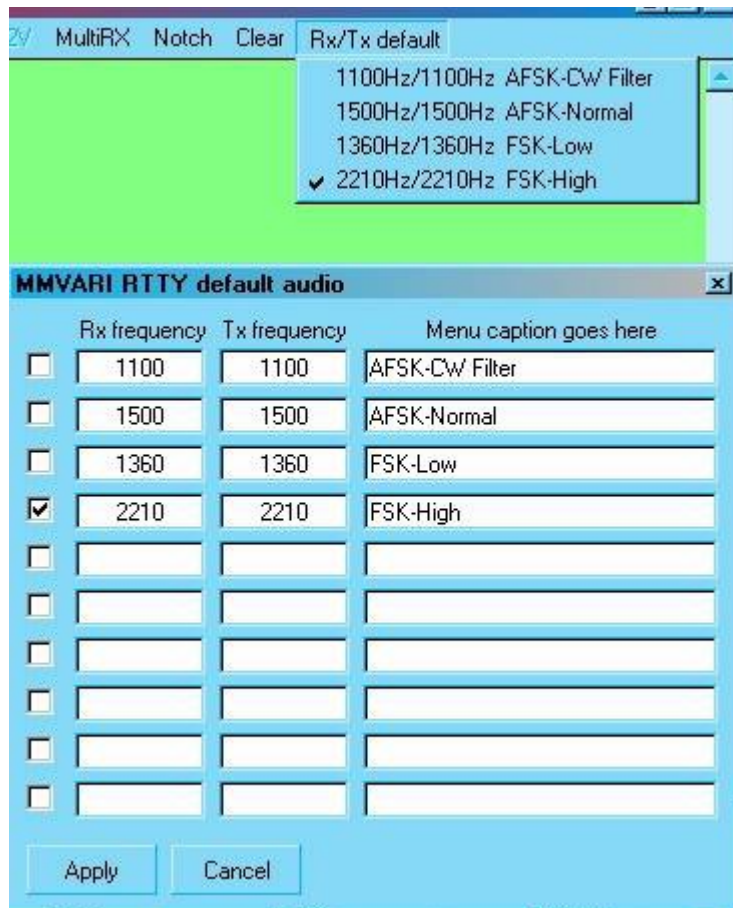 2V MultiRX Notch Clear Rx/Tx default
1100Hz/1100Hz AFSK-CW Filter
1500Hz/1500Hz AFSK-Normal
1360Hz/1360Hz FSK-Low
2210Hz/2210Hz FSK-High
MMVARI RTTY default audio
Rx frequency Tx frequency Menu caption goes here
1100 1100 AFSK-CW Filter
1500 1500 AFSK-Normal
1360 1360 FSK-Low
2210 2210 FSK-High
Apply Cancel